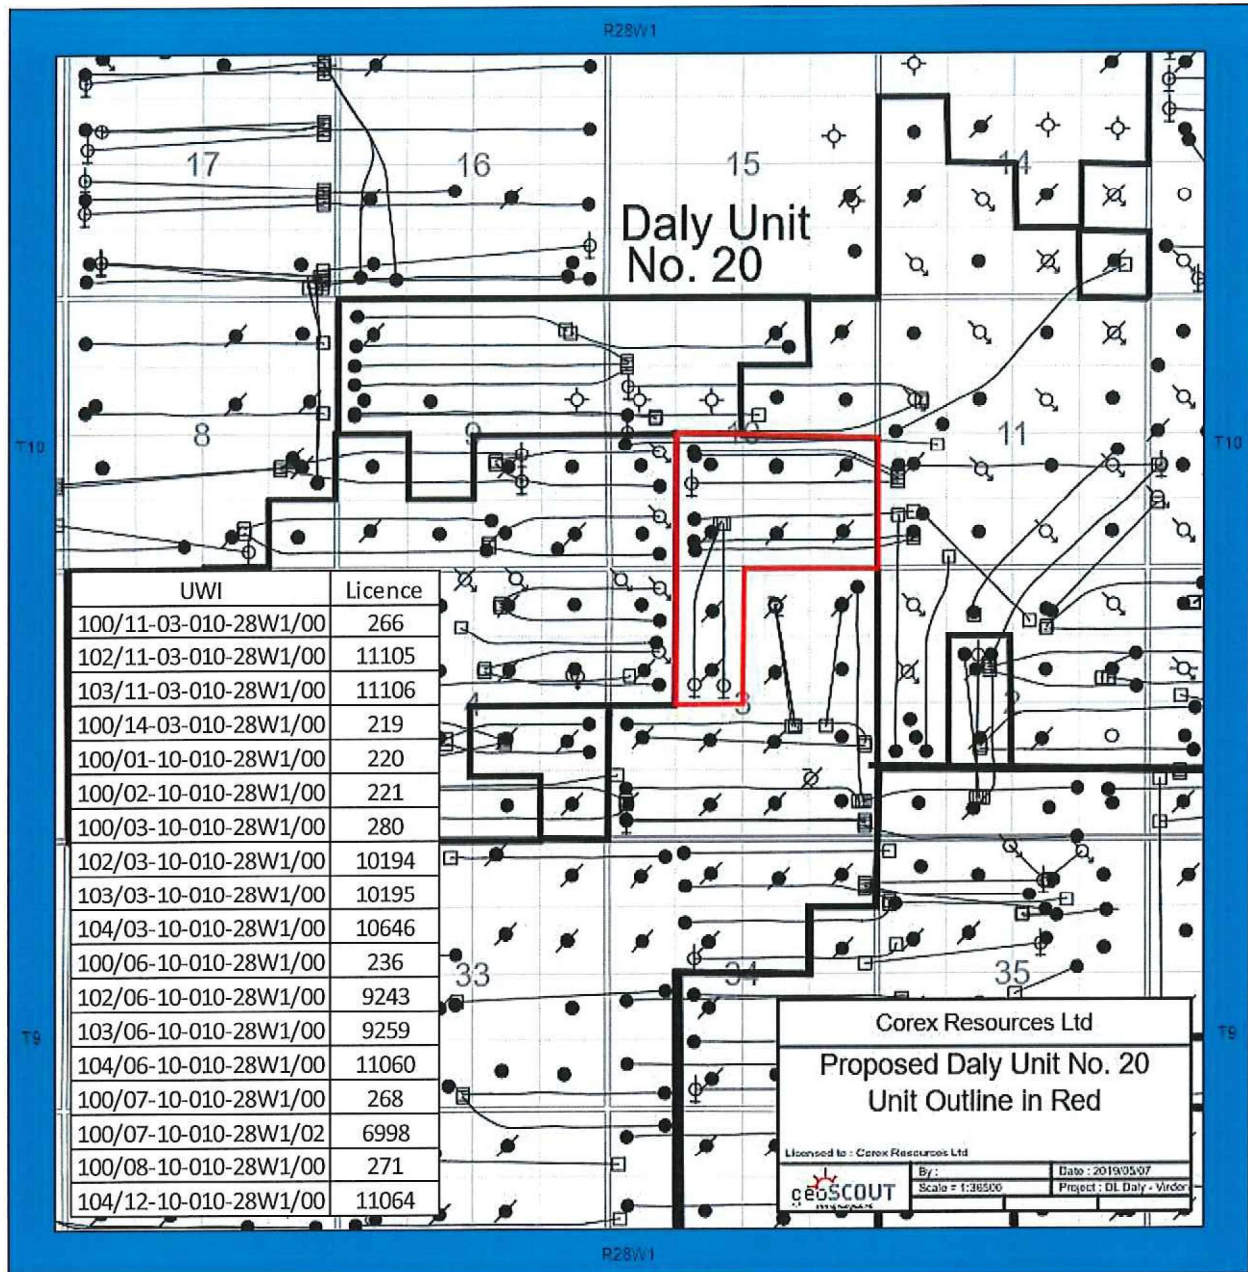 R28W1
17
16
15
14
Daly Unit
No. 20
T10
8
9
10
11
T10
UWI Licence
100/11-03-010-28W1/00 266
102/11-03-010-28W1/00 11105
103/11-03-010-28W1/00 11106
100/14-03-010-28W1/00 219
100/01-10-010-28W1/00 220
100/02-10-010-28W1/00 221
100/03-10-010-28W1/00 280
102/03-10-010-28W1/00 10194
103/03-10-010-28W1/00 10195
104/03-10-010-28W1/00 10646
100/06-10-010-28W1/00 236
102/06-10-010-28W1/00 9243
103/06-10-010-28W1/00 9259
104/06-10-010-28W1/00 11060
100/07-10-010-28W1/00 268
100/07-10-010-28W1/02 6998
100/08-10-010-28W1/00 271
104/12-10-010-28W1/00 11064
4
3
2
33
34
35
T9
T9
Corex Resources Ltd
Proposed Daly Unit No. 20
Unit Outline in Red
Licensed to : Corex Resources Ltd
geoSCOUT
By :
Date : 2019/05/07
Scale = 1:36500
Project : DL Daly - Virden
R28W1